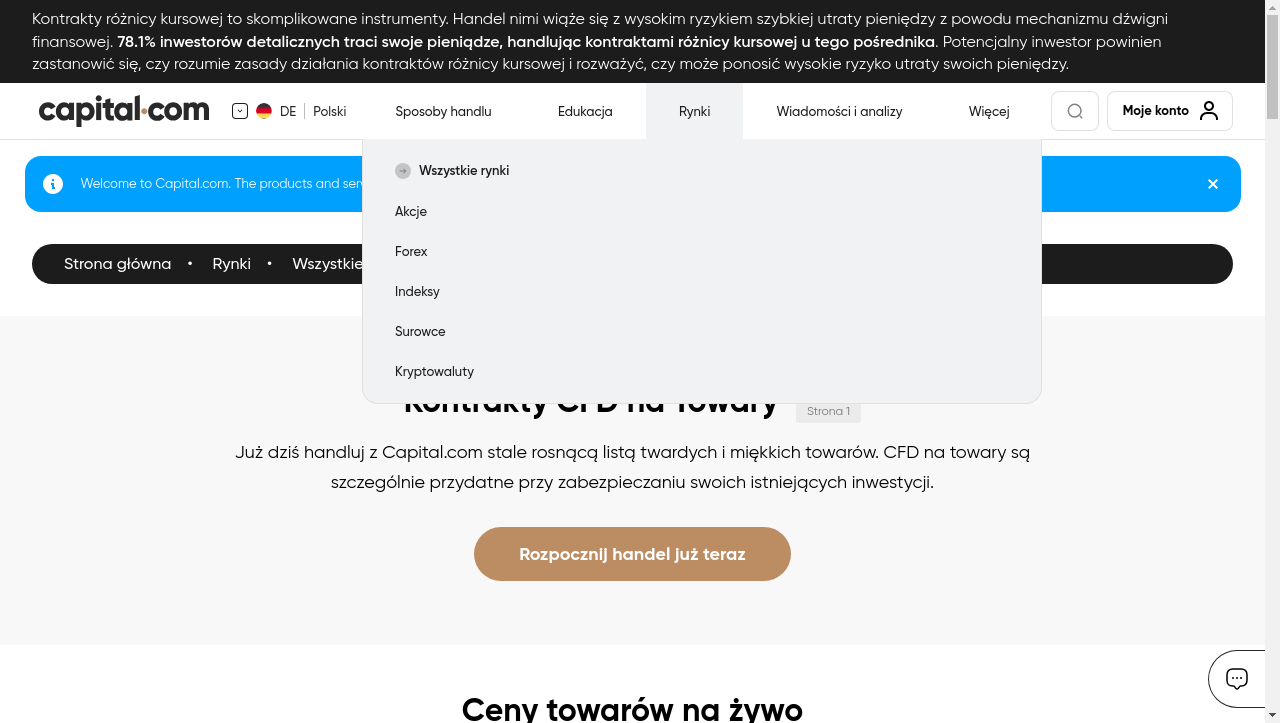 Kontrakty różnicy kursowej to skomplikowane instrumenty. Handel nimi wiąże się z wysokim ryzykiem szybkiej utraty pieniędzy z powodu mechanizmu dźwigni
finansowej. 78.1% inwestorów detalicznych traci swoje pieniądze, handlując kontraktami różnicy kursowej u tego pośrednika. Potencjalny inwestor powinien
zastanowić się, czy rozumie zasady działania kontraktów różnicy kursowej i rozważyć, czy może ponosić wysokie ryzyko utraty swoich pieniędzy.
capital.com DE Polski Sposoby handlu Edukacja Rynki Wiadomości i analizy Więcej Moje konto
Wszystkie rynki
Welcome to Capital.com. The products and
Akcje
Forex
Strona główna • Rynki • Wszystkie
Indeksy
Surowce
Kryptowaluty
Kontrakty CFD na Towary Strona 1
Już dziś handluj z Capital.com stale rosnącą listą twardych i miękkich towarów. CFD na towary są
szczególnie przydatne przy zabezpieczaniu swoich istniejących inwestycji.
Rozpocznij handel już teraz
Ceny towarów na żywo